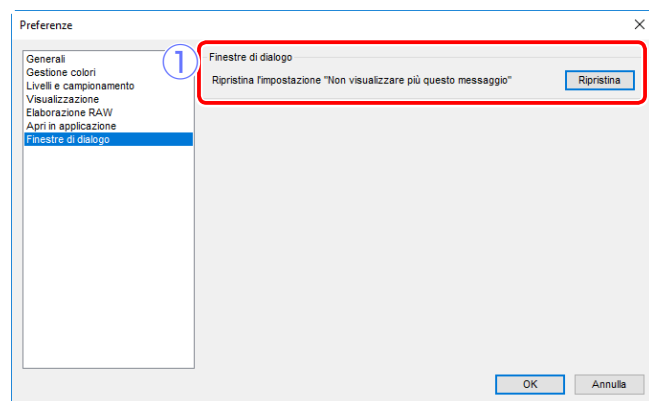 Preferenze
Generali
Gestione colori
Livelli e campionamento
Visualizzazione
Elaborazione RAW
Apri in applicazione
Finestre di dialogo
1
Finestre di dialogo
Ripristina l'impostazione "Non visualizzare più questo messaggio"
Ripristina
OK
Annulla